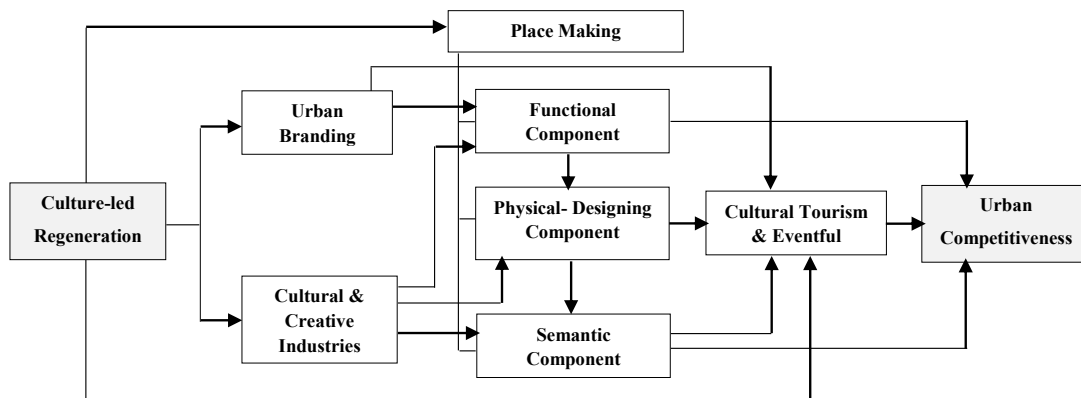 Place Making
Urban
Branding
Functional
Component
Culture-led
Regeneration
Physical- Designing
Component
Cultural Tourism
& Eventful
Urban
Competitiveness
Cultural &
Creative
Industries
Semantic
Component